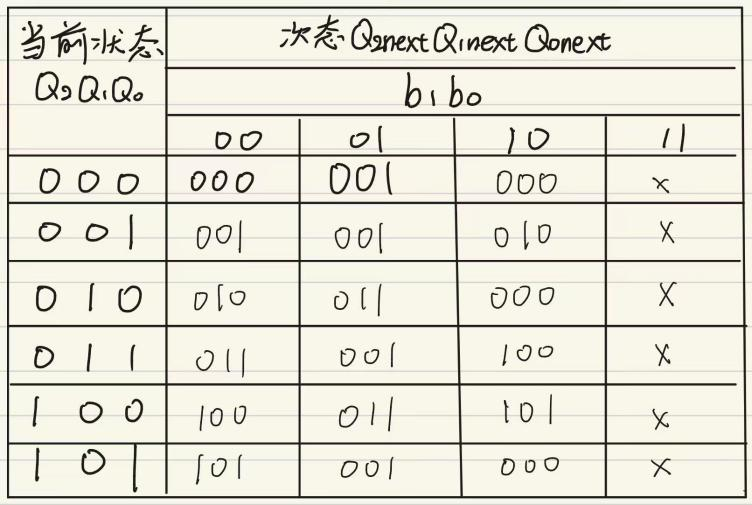 当前状态 次态 Q2next Q1next Q0next
Q2Q1Q0 b1b0
00 01 10 11
000 000 001 000 x
001 001 001 010 x
010 010 011 000 x
011 011 001 100 x
100 100 011 101 x
101 101 001 000 x